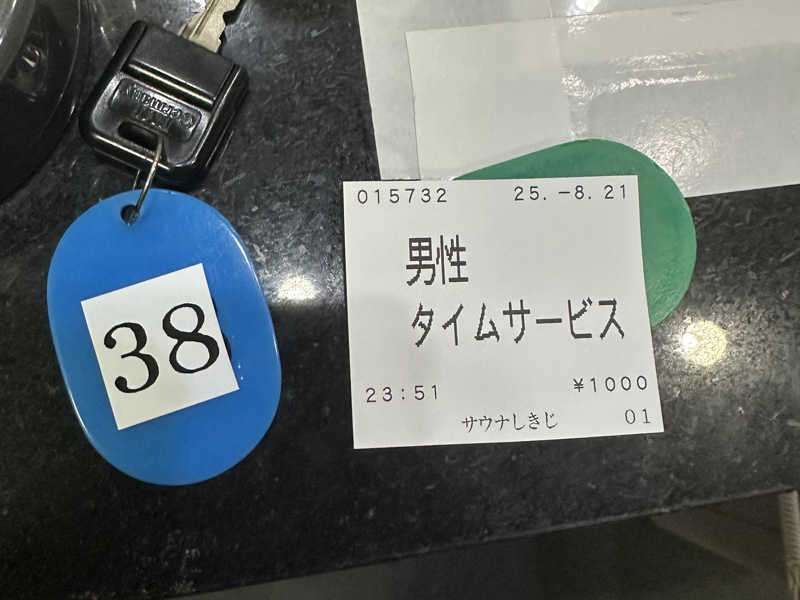 38
015732 25.-8.21
男性
タイムサービス
23:51 ¥1000
サウナしきじ 01